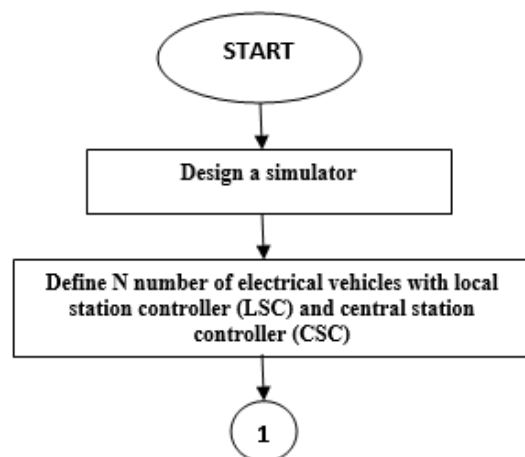 START
Design a simulator
Define N number of electrical vehicles with local
station controller (LSC) and central station
controller (CSC)
1